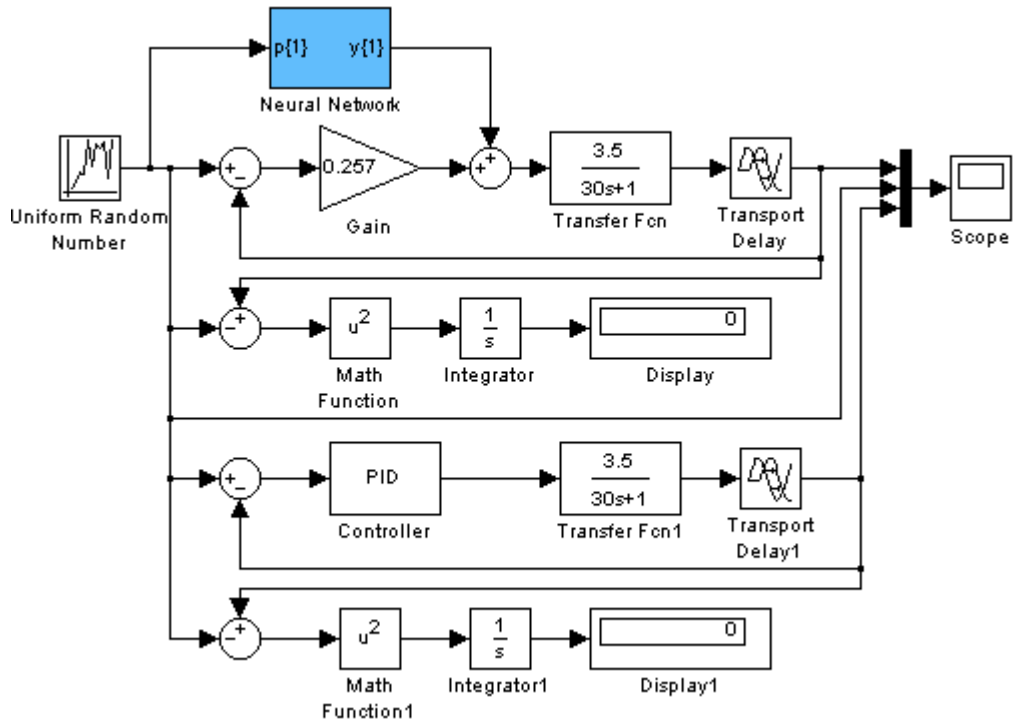 p{1} y{1}
Neural Network
Uniform Random
Number
+
−
0.257
Gain
+
+
3.5
30s+1
Transfer Fcn
Transport
Delay
Scope
−
+
u²
Math
Function
1
s
Integrator
0
Display
+
−
PID
Controller
3.5
30s+1
Transfer Fcn1
Transport
Delay1
−
+
u²
Math
Function1
1
s
Integrator1
0
Display1